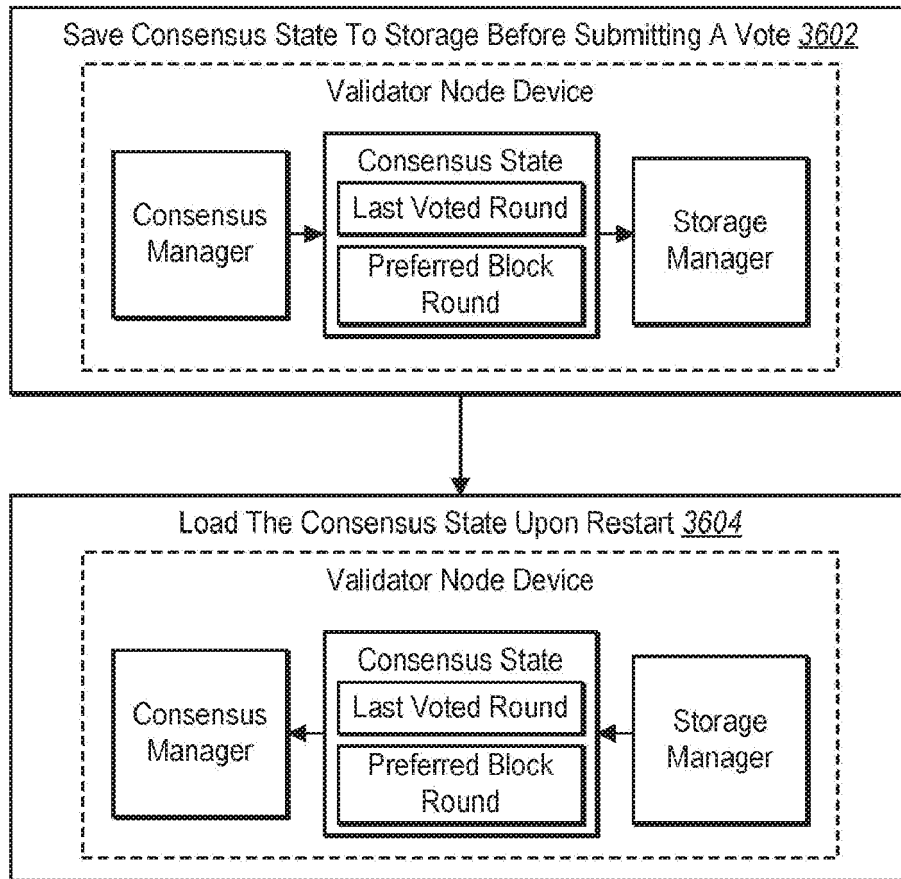 Save Consensus State To Storage Before Submitting A Vote 3602
Validator Node Device
Consensus
Manager
Consensus State
Last Voted Round
Preferred Block
Round
Storage
Manager
Load The Consensus State Upon Restart 3604
Validator Node Device
Consensus
Manager
Consensus State
Last Voted Round
Preferred Block
Round
Storage
Manager